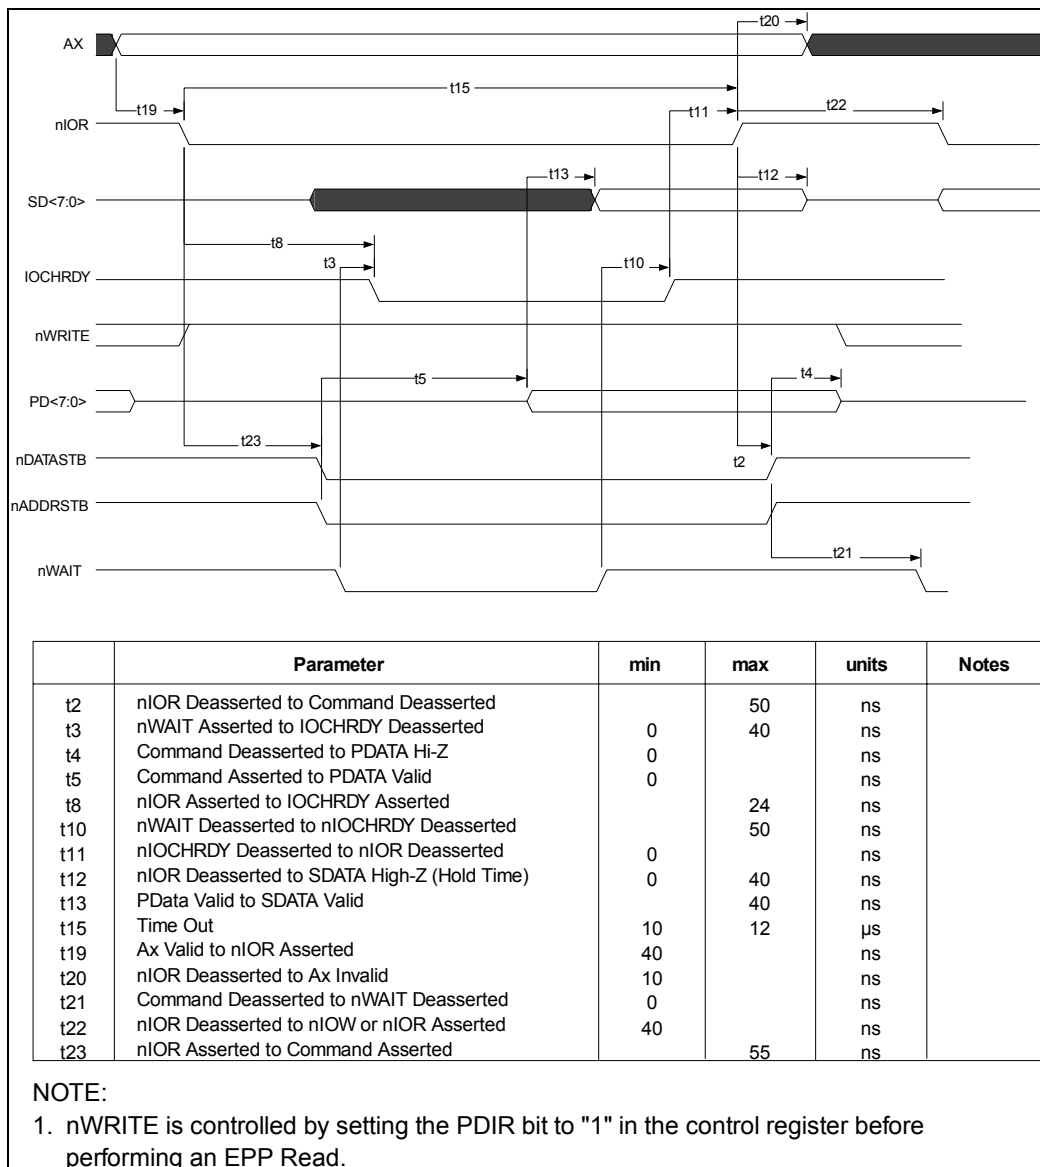 t20
AX
t15
t19
t11
t22
nIOR
t13
t12
SD<7:0>
t8
t3
t10
IOCHRDY
nWRITE
t5
t4
PD<7:0>
t23
nDATASTB
t2
nADDRSTB
t21
nWAIT
Parameter min max units Notes
t2 nIOR Deasserted to Command Deasserted 50 ns
t3 nWAIT Asserted to IOCHRDY Deasserted 0 40 ns
t4 Command Deasserted to PDATA Hi-Z 0 ns
t5 Command Asserted to PDATA Valid 0 ns
t8 nIOR Asserted to IOCHRDY Asserted 24 ns
t10 nWAIT Deasserted to nIOCHRDY Deasserted 50 ns
t11 nIOCHRDY Deasserted to nIOR Deasserted 0 ns
t12 nIOR Deasserted to SDATA High-Z (Hold Time) 0 40 ns
t13 PData Valid to SDATA Valid 40 ns
t15 Time Out 10 12 µs
t19 Ax Valid to nIOR Asserted 40 ns
t20 nIOR Deasserted to Ax Invalid 10 ns
t21 Command Deasserted to nWAIT Deasserted 0 ns
t22 nIOR Deasserted to nIOW or nIOR Asserted 40 ns
t23 nIOR Asserted to Command Asserted 55 ns
NOTE:
1. nWRITE is controlled by setting the PDIR bit to "1" in the control register before
performing an EPP Read.